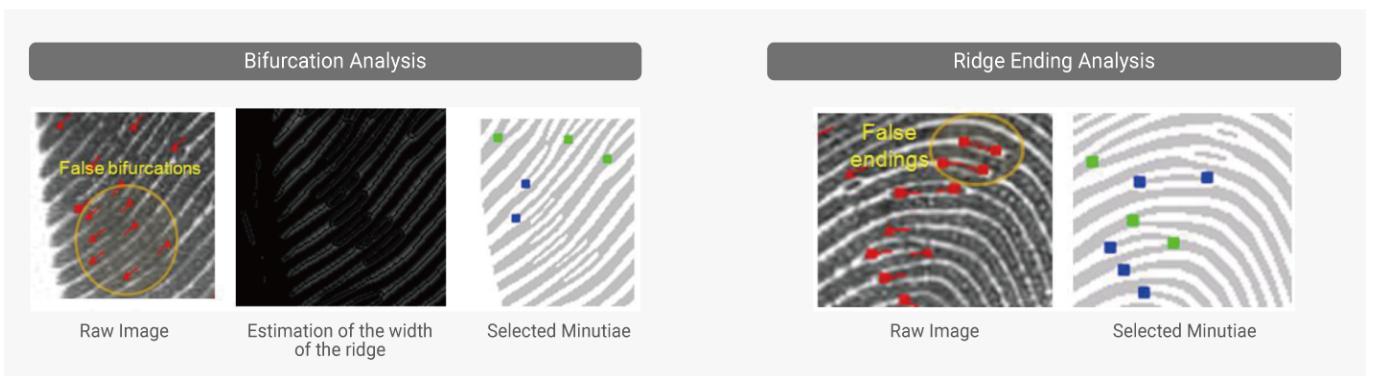 Bifurcation Analysis
False bifurcations
Raw Image
Estimation of the width
of the ridge
Selected Minutiae
Ridge Ending Analysis
False
endings
Raw Image
Selected Minutiae